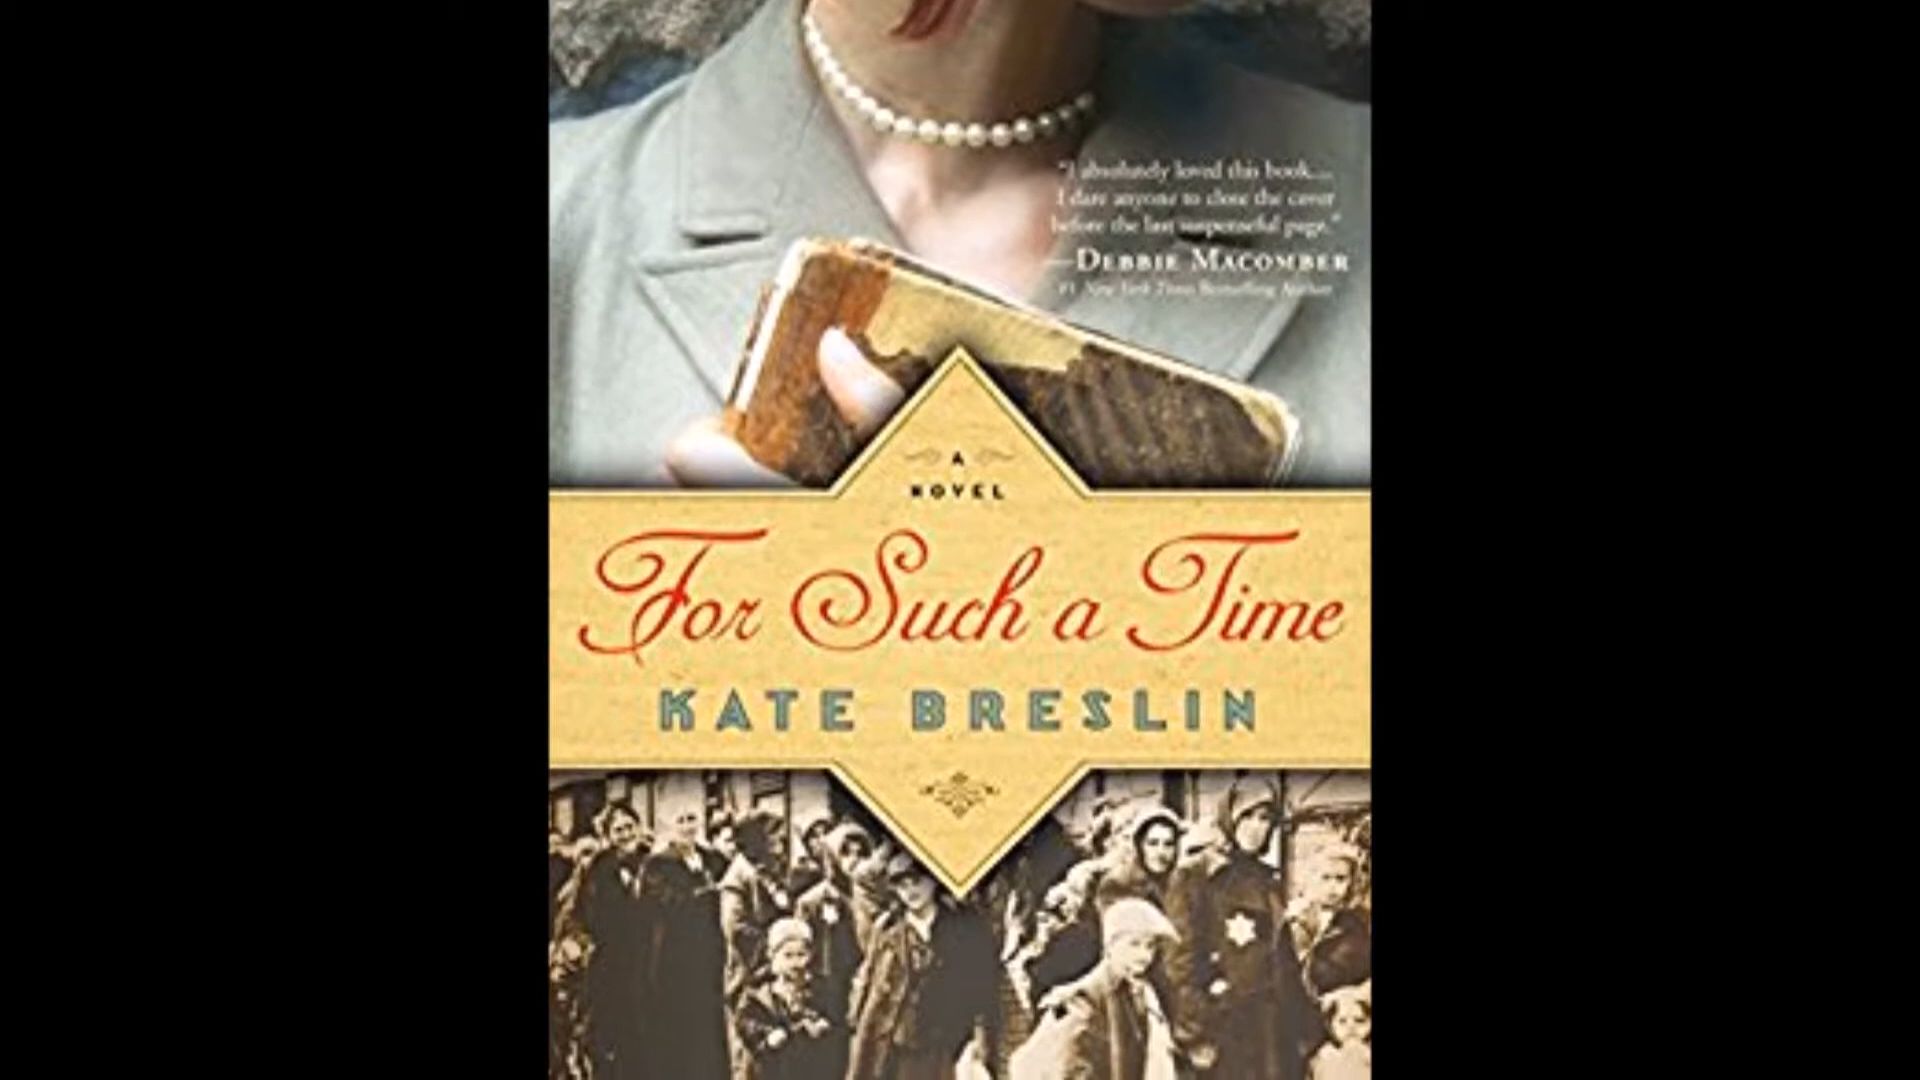 "I absolutely loved this book....
I dare anyone to close the cover
before the last suspenseful page."
—DEBBIE MACOMBER
#1 New York Times Bestselling Author
A
NOVEL
For Such a Time
KATE BRESLIN